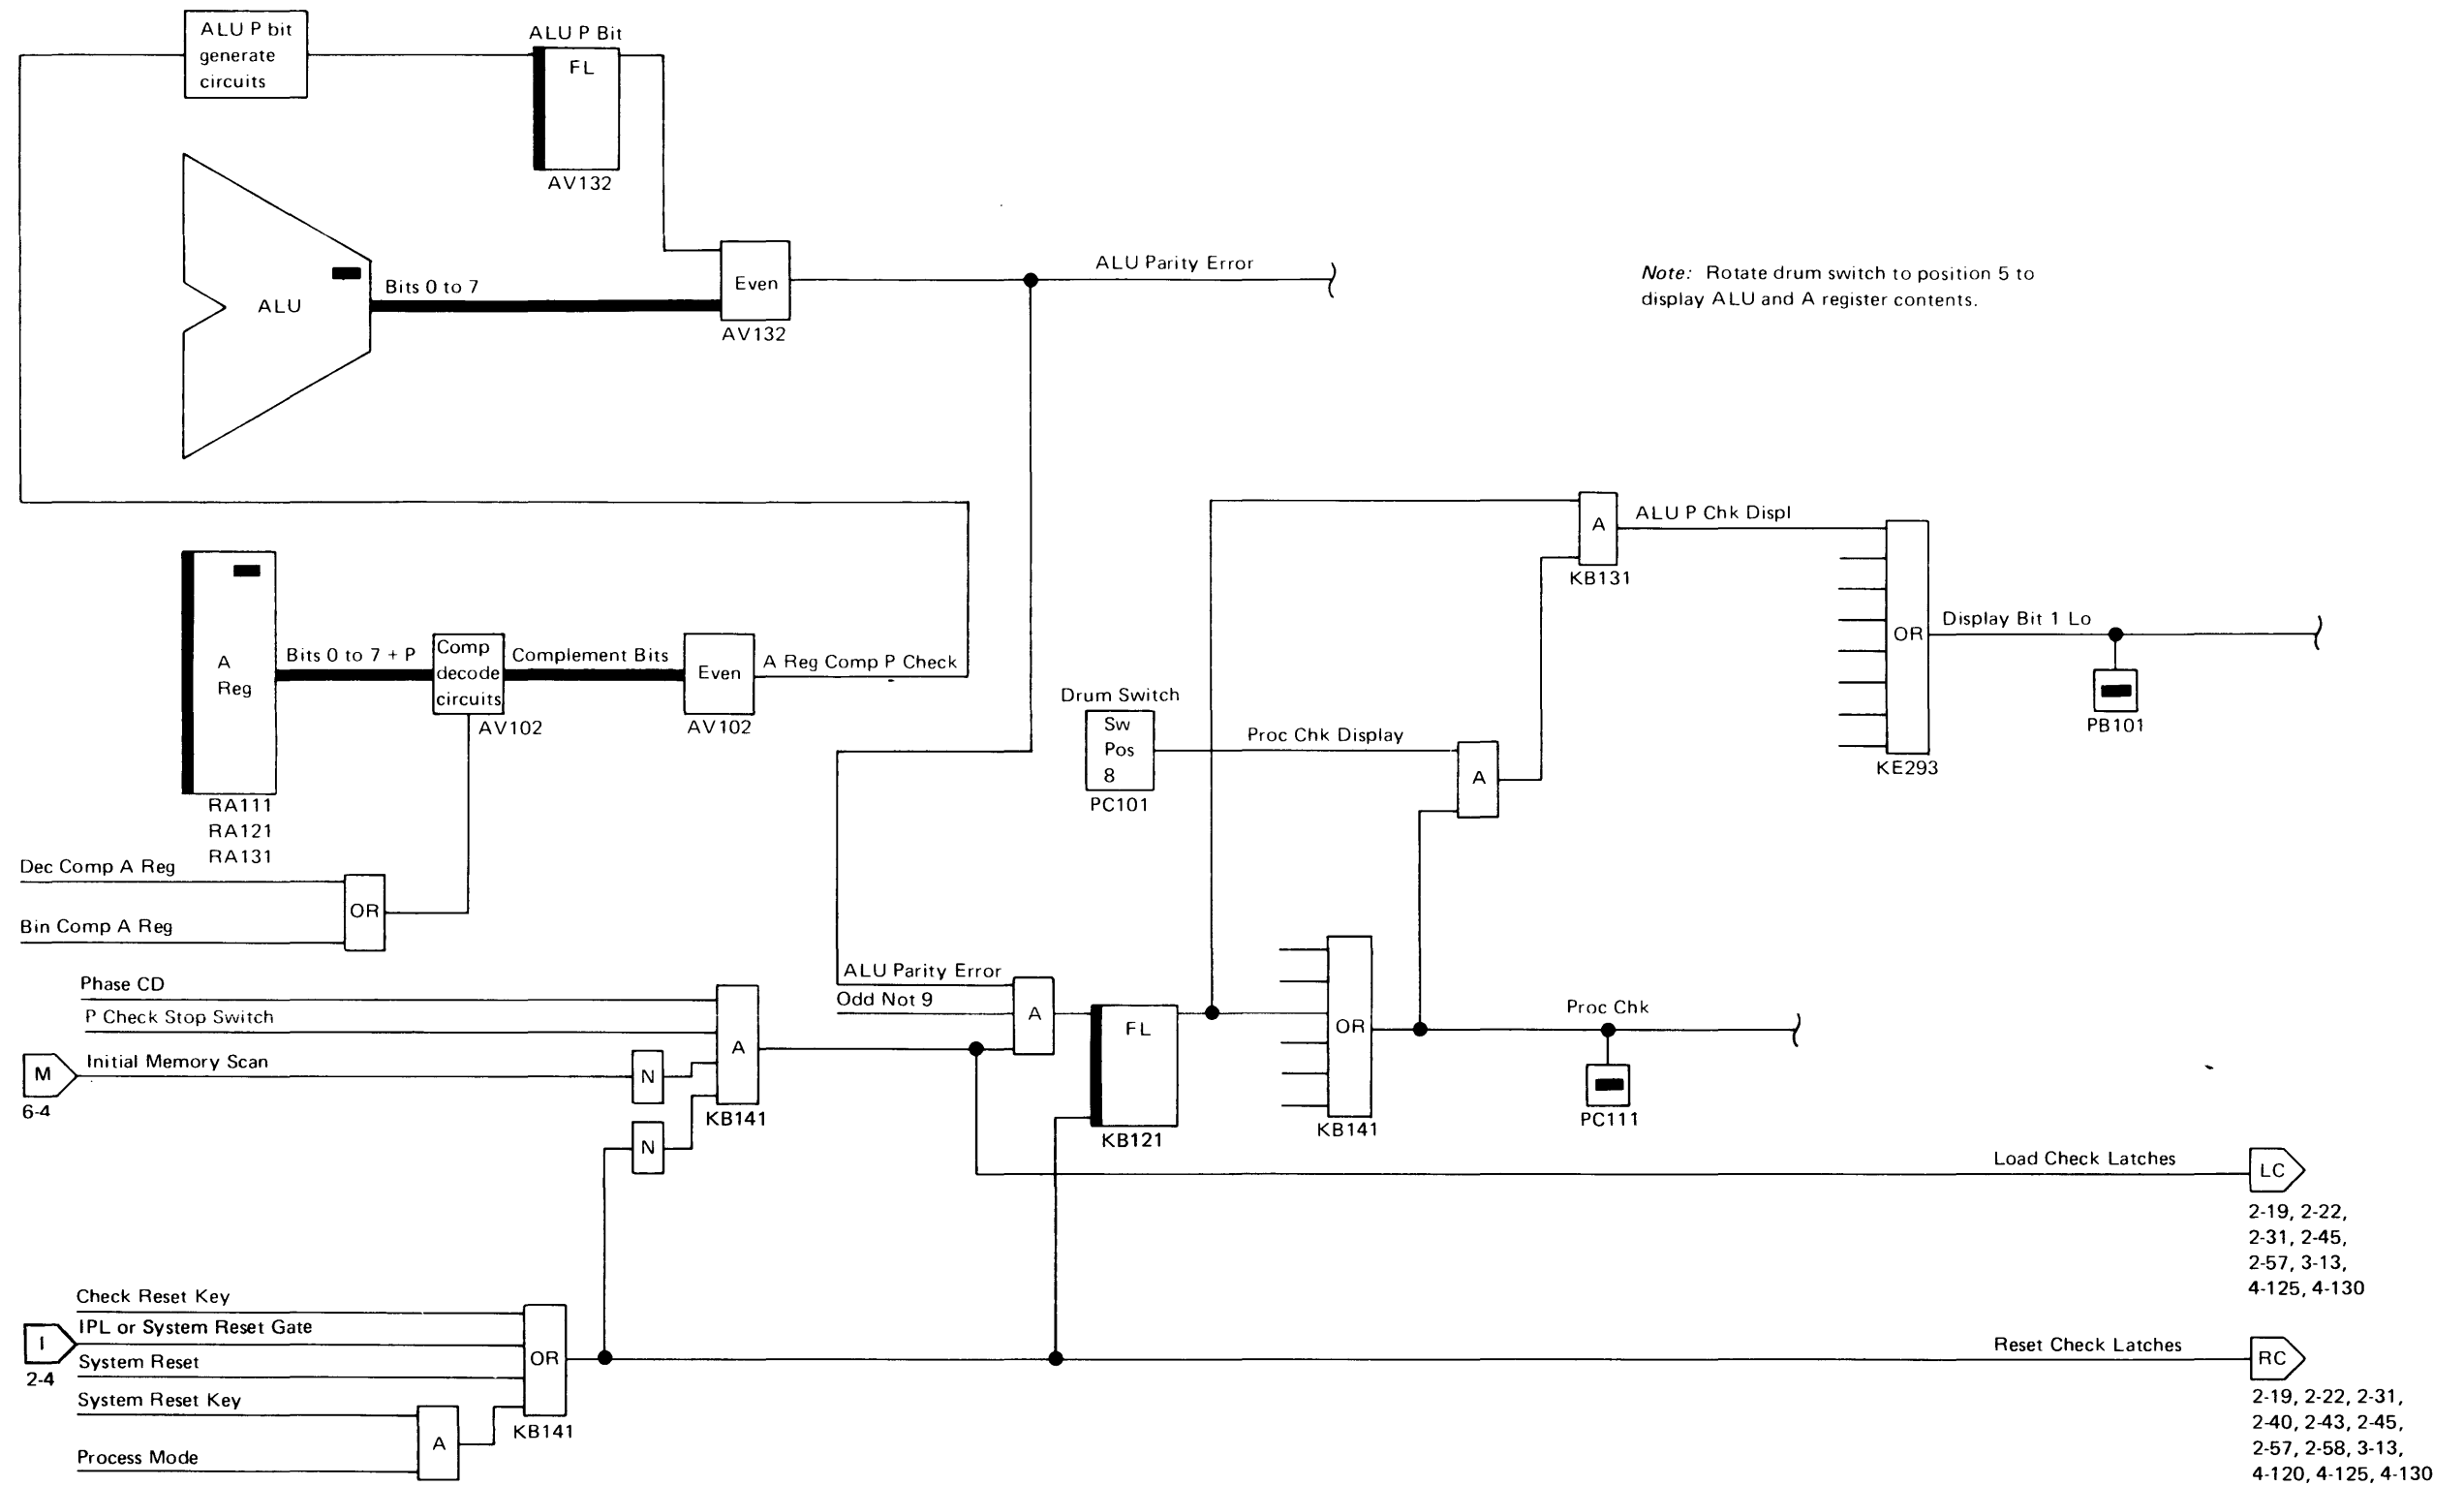 ALU P bit
generate
circuits
ALU P Bit
FL
AV132
ALU
Bits 0 to 7
Even
AV132
ALU Parity Error
Note: Rotate drum switch to position 5 to
display ALU and A register contents.
A
Reg
RA111
RA121
RA131
Bits 0 to 7 + P
Comp
decode
circuits
AV102
Complement Bits
Even
AV102
A Reg Comp P Check
Dec Comp A Reg
Bin Comp A Reg
OR
Drum Switch
Sw
Pos
8
PC101
Proc Chk Display
A
A
KB131
ALU P Chk Displ
OR
KE293
Display Bit 1 Lo
PB101
Phase CD
P Check Stop Switch
M
6-4
Initial Memory Scan
N
N
A
KB141
ALU Parity Error
Odd Not 9
A
FL
KB121
OR
KB141
Proc Chk
PC111
Load Check Latches
LC
2-19, 2-22,
2-31, 2-45,
2-57, 3-13,
4-125, 4-130
Check Reset Key
I
2-4
IPL or System Reset Gate
System Reset
System Reset Key
Process Mode
A
OR
KB141
Reset Check Latches
RC
2-19, 2-22, 2-31,
2-40, 2-43, 2-45,
2-57, 2-58, 3-13,
4-120, 4-125, 4-130